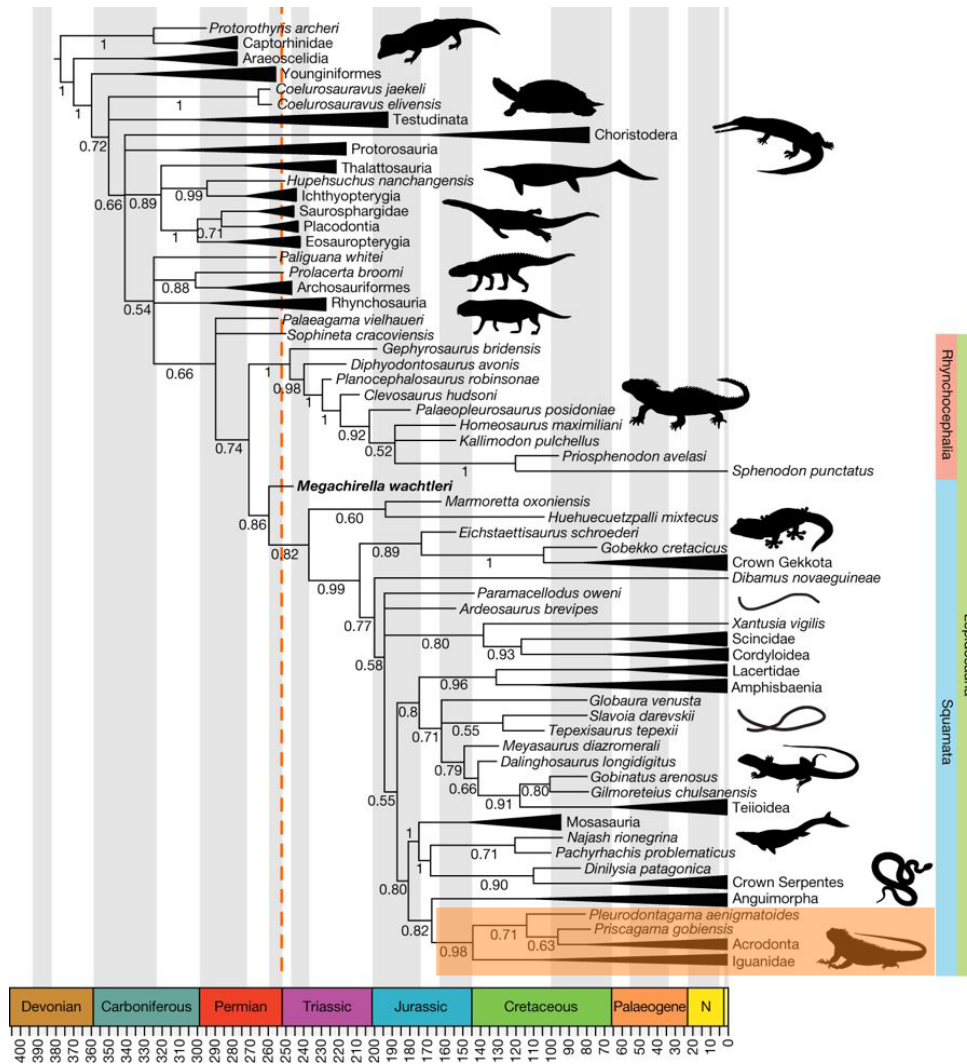 Protorothyris archeri
1
Captorhinidae
Araeoscelidia
1
Younginiformes
1
Coelurosauravus jaekeli
1
Coelurosauravus elivensis
Testudinata
0.72
Choristodera
Protorosauria
Thalattosauria
Hupehsuchus nanchangensis
0.66
0.89
0.99
Ichthyopterygia
Saurosphargidae
0.71
Placodontia
1
Eosauropterygia
Paliguana whitei
Prolacerta broomi
0.88
Archosauriformes
Rhynchosauria
0.54
Palaeagama vielhaueri
Sophineta cracoviensis
0.66
Gephyrosaurus bridensis
1
Diphyodontosaurus avonis
0.98
Planocephalosaurus robinsonae
1
Clevosaurus hudsoni
1
Palaeopleurosaurus posidoniae
0.92
Homeosaurus maximiliani
Kallimodon pulchellus
0.74
0.52
Priosphenodon avelasi
1
Sphenodon punctatus
Megachirella wachtleri
0.86
Marmoretta oxoniensis
0.60
Huehuecuetzpalli mixtecus
0.82
Eichstaettisaurus schroederi
0.89
Gobekko cretacicus
1
Crown Gekkota
0.99
Dibamus novaeguineae
0.77
Paramacellodus oweni
Ardeosaurus brevipes
Xantusia vigilis
0.80
Scincidae
0.93
Cordyloidea
0.58
Lacertidae
0.96
Amphisbaenia
0.8
Globaura venusta
Slavoia darevskii
0.71
0.55
Tepexisaurus tepexii
Meyasaurus diazromerali
0.79
Dalinghosaurus longidigitus
0.66
Gobinatus arenosus
0.80
Gilmoreteius chulsanensis
0.91
Teiioidea
0.55
Mosasauria
1
Najash rionegrina
0.71
Pachyrhachis problematicus
1
Dinilysia patagonica
0.90
Crown Serpentes
0.80
Anguimorpha
0.82
Pleurodontagama aenigmatoides
0.71
Priscagama gobiensis
0.63
Acrodonta
0.98
Iguanidae
Rhynchocephalia
Squamata
Devonian Carboniferous Permian Triassic Jurassic Cretaceous Palaeogene N
400 390 380 370 360 350 340 330 320 310 300 290 280 270 260 250 240 230 220 210 200 190 180 170 160 150 140 130 120 110 100 90 80 70 60 50 40 30 20 10 0